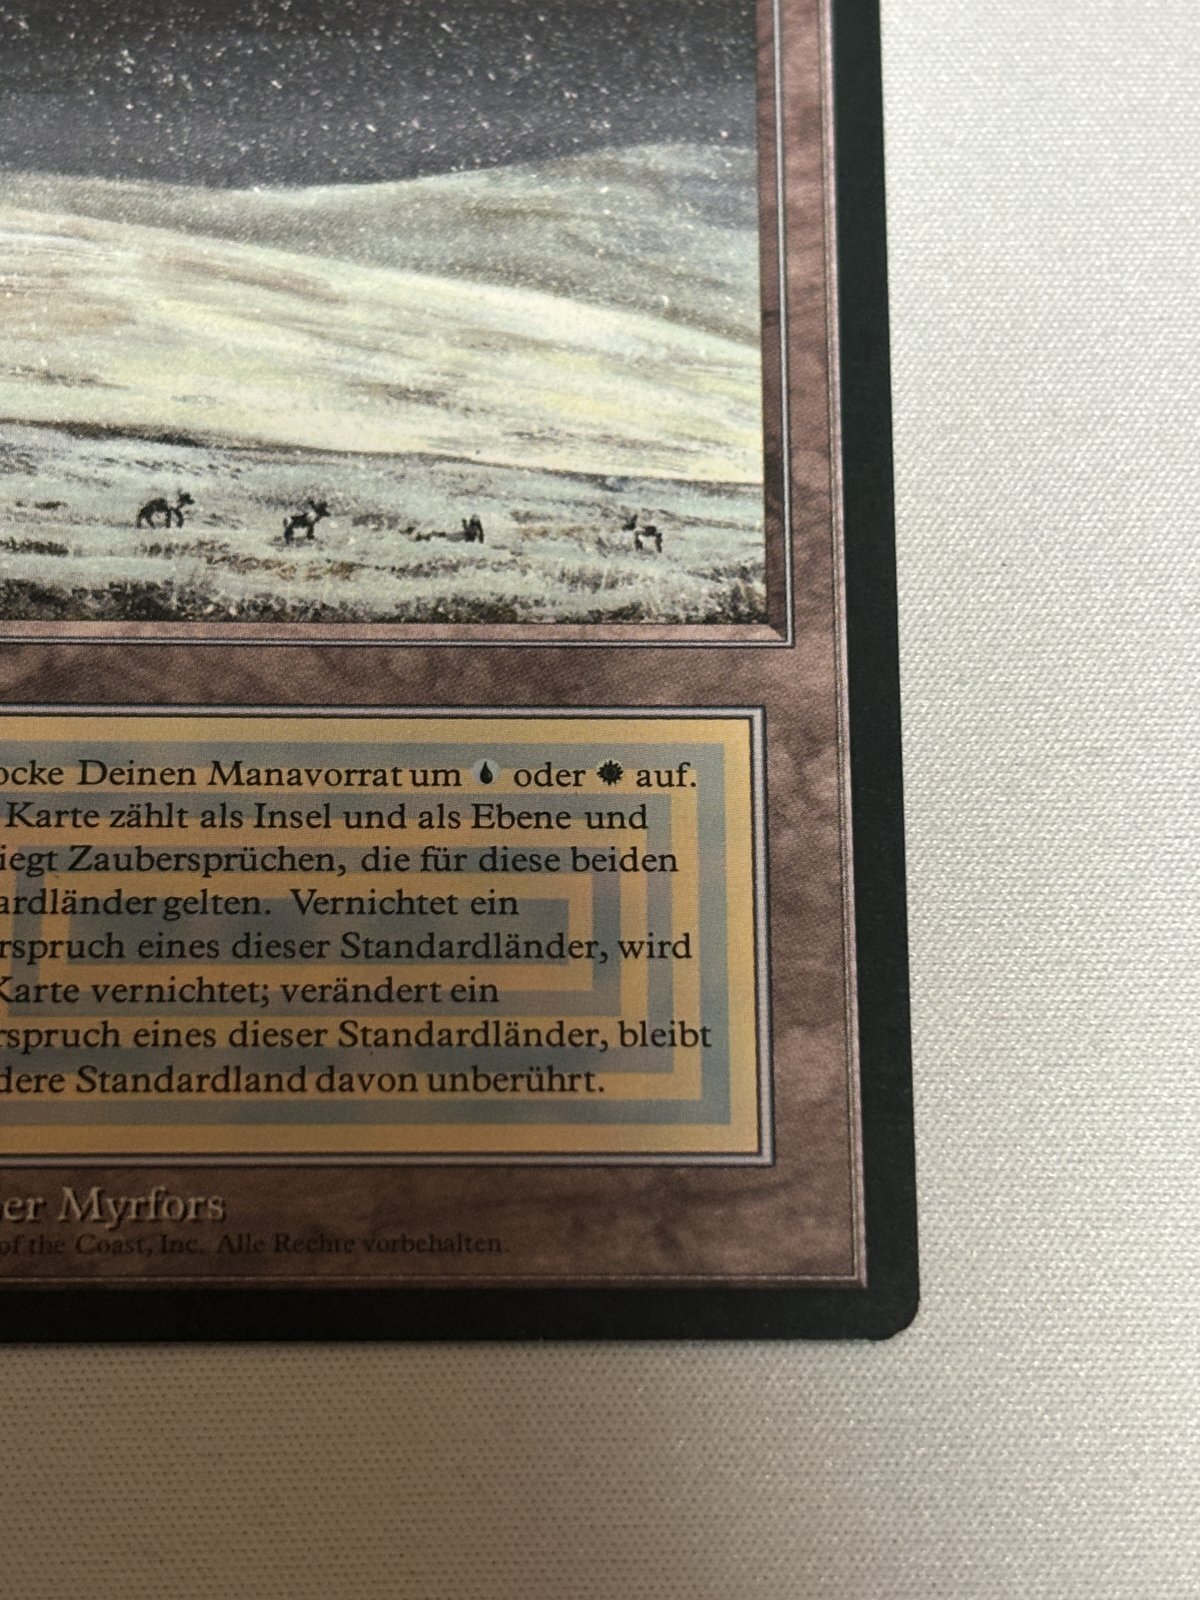 ocke Deinen Manavorrat um oder auf.
Karte zählt als Insel und als Ebene und
iegt Zaubersprüchen, die für diese beiden
ardländer gelten. Vernichtet ein
rspruch eines dieser Standardländer, wird
Karte vernichtet; verändert ein
rspruch eines dieser Standardländer, bleibt
dere Standardland davon unberührt.
er Myrfors
of the Coast, Inc. Alle Rechte vorbehalten.